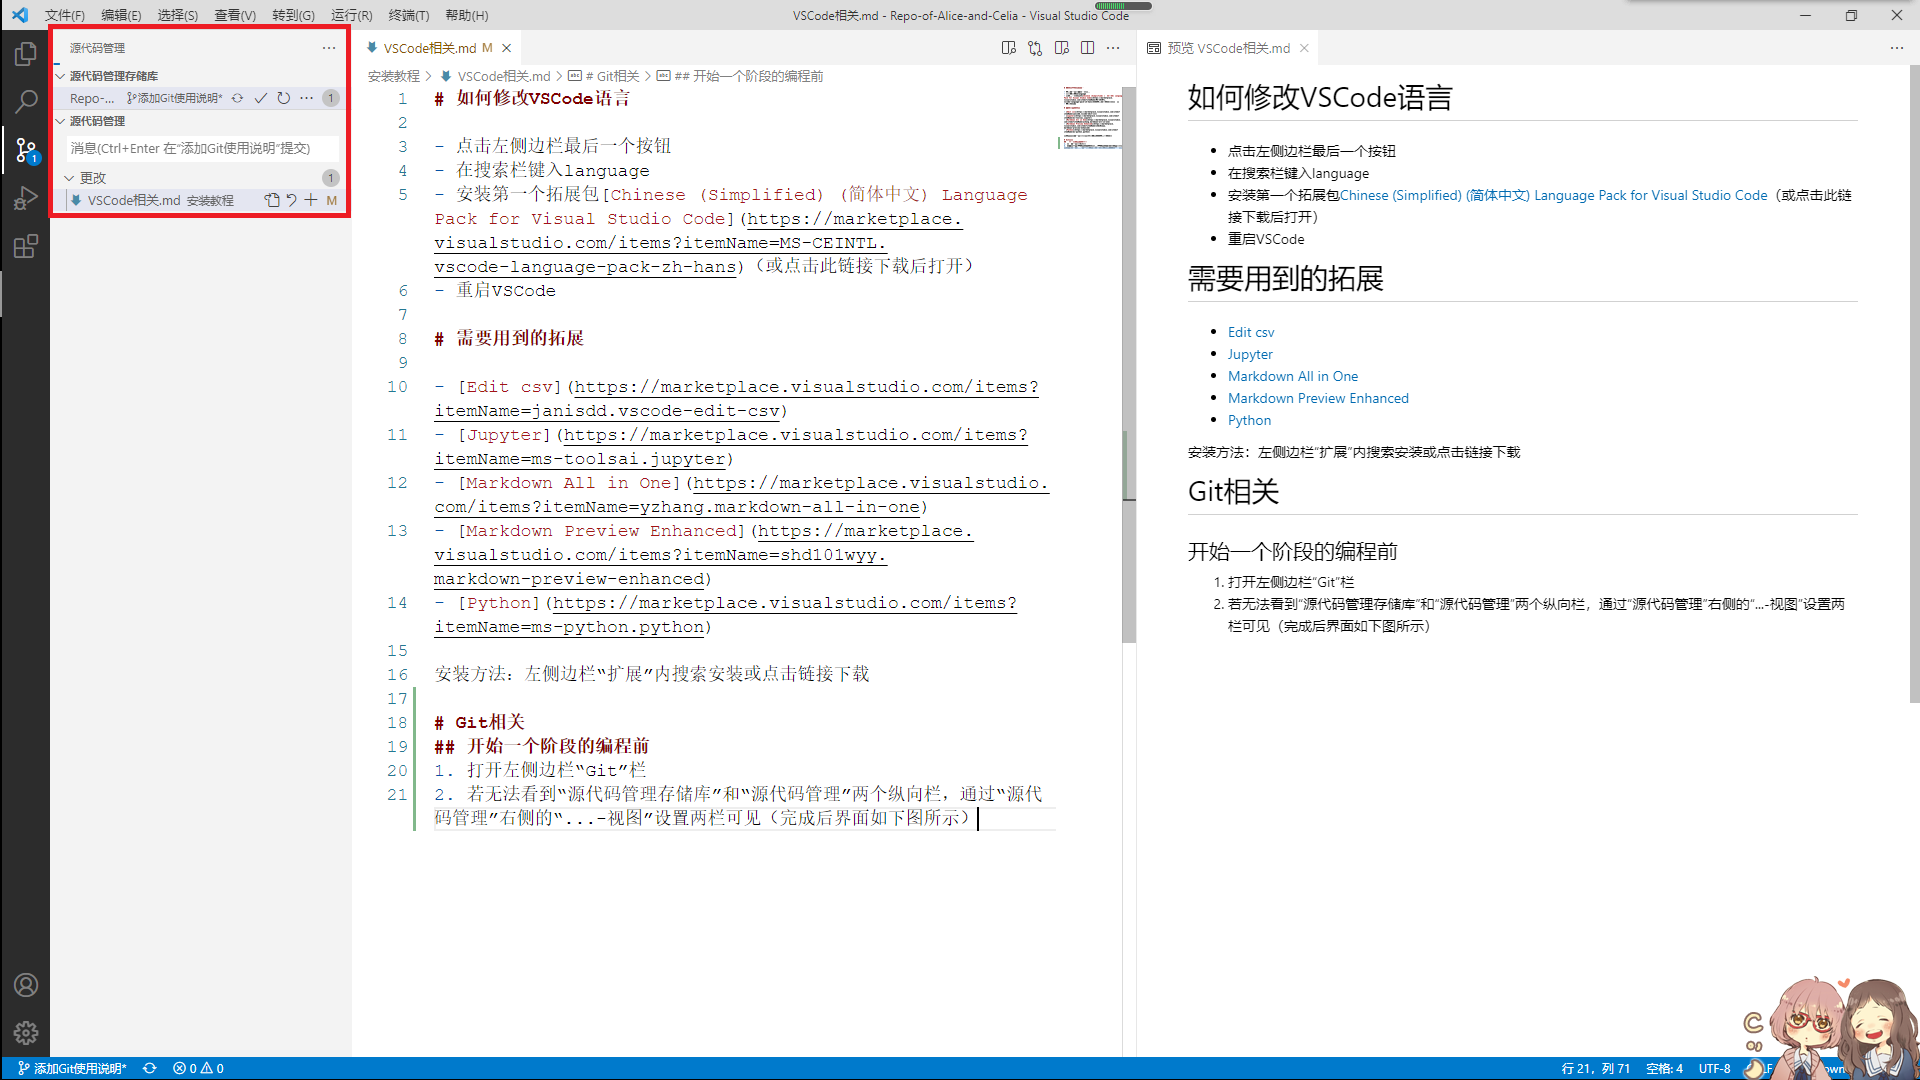 文件(F) 编辑(E) 选择(S) 查看(V) 转到(G) 运行(R) 终端(T) 帮助(H)
VSCode相关.md - Repo-of-Alice-and-Celia - Visual Studio Code
源代码管理
源代码管理存储库
Repo-... 添加Git使用说明* 1
源代码管理
消息(Ctrl+Enter 在“添加Git使用说明”提交)
更改 1
VSCode相关.md 安装教程 M
1
VSCode相关.md M
安装教程 > VSCode相关.md > # Git相关 > ## 开始一个阶段的编程前
1 # 如何修改VSCode语言
2
3 - 点击左侧边栏最后一个按钮
4 - 在搜索栏键入language
5 - 安装第一个拓展包[Chinese (Simplified) (简体中文) Language
Pack for Visual Studio Code](https://marketplace.
visualstudio.com/items?itemName=MS-CEINTL.
vscode-language-pack-zh-hans)（或点击此链接下载后打开）
6 - 重启VSCode
7
8 # 需要用到的拓展
9
10 - [Edit csv](https://marketplace.visualstudio.com/items?
itemName=janisdd.vscode-edit-csv)
11 - [Jupyter](https://marketplace.visualstudio.com/items?
itemName=ms-toolsai.jupyter)
12 - [Markdown All in One](https://marketplace.visualstudio.
com/items?itemName=yzhang.markdown-all-in-one)
13 - [Markdown Preview Enhanced](https://marketplace.
visualstudio.com/items?itemName=shd101wyy.
markdown-preview-enhanced)
14 - [Python](https://marketplace.visualstudio.com/items?
itemName=ms-python.python)
15
16 安装方法：左侧边栏“扩展”内搜索安装或点击链接下载
17
18 # Git相关
19 ## 开始一个阶段的编程前
20 1. 打开左侧边栏“Git”栏
21 2. 若无法看到“源代码管理存储库”和“源代码管理”两个纵向栏，通过“源代
码管理”右侧的“...-视图”设置两栏可见（完成后界面如下图所示）
预览 VSCode相关.md
如何修改VSCode语言
• 点击左侧边栏最后一个按钮
• 在搜索栏键入language
• 安装第一个拓展包Chinese (Simplified) (简体中文) Language Pack for Visual Studio Code（或点击此链
接下载后打开）
• 重启VSCode
需要用到的拓展
• Edit csv
• Jupyter
• Markdown All in One
• Markdown Preview Enhanced
• Python
安装方法：左侧边栏“扩展”内搜索安装或点击链接下载
Git相关
开始一个阶段的编程前
1. 打开左侧边栏“Git”栏
2. 若无法看到“源代码管理存储库”和“源代码管理”两个纵向栏，通过“源代码管理”右侧的“...-视图”设置两
栏可见（完成后界面如下图所示）
添加Git使用说明* 0 0
行 21，列 71 空格: 4 UTF-8